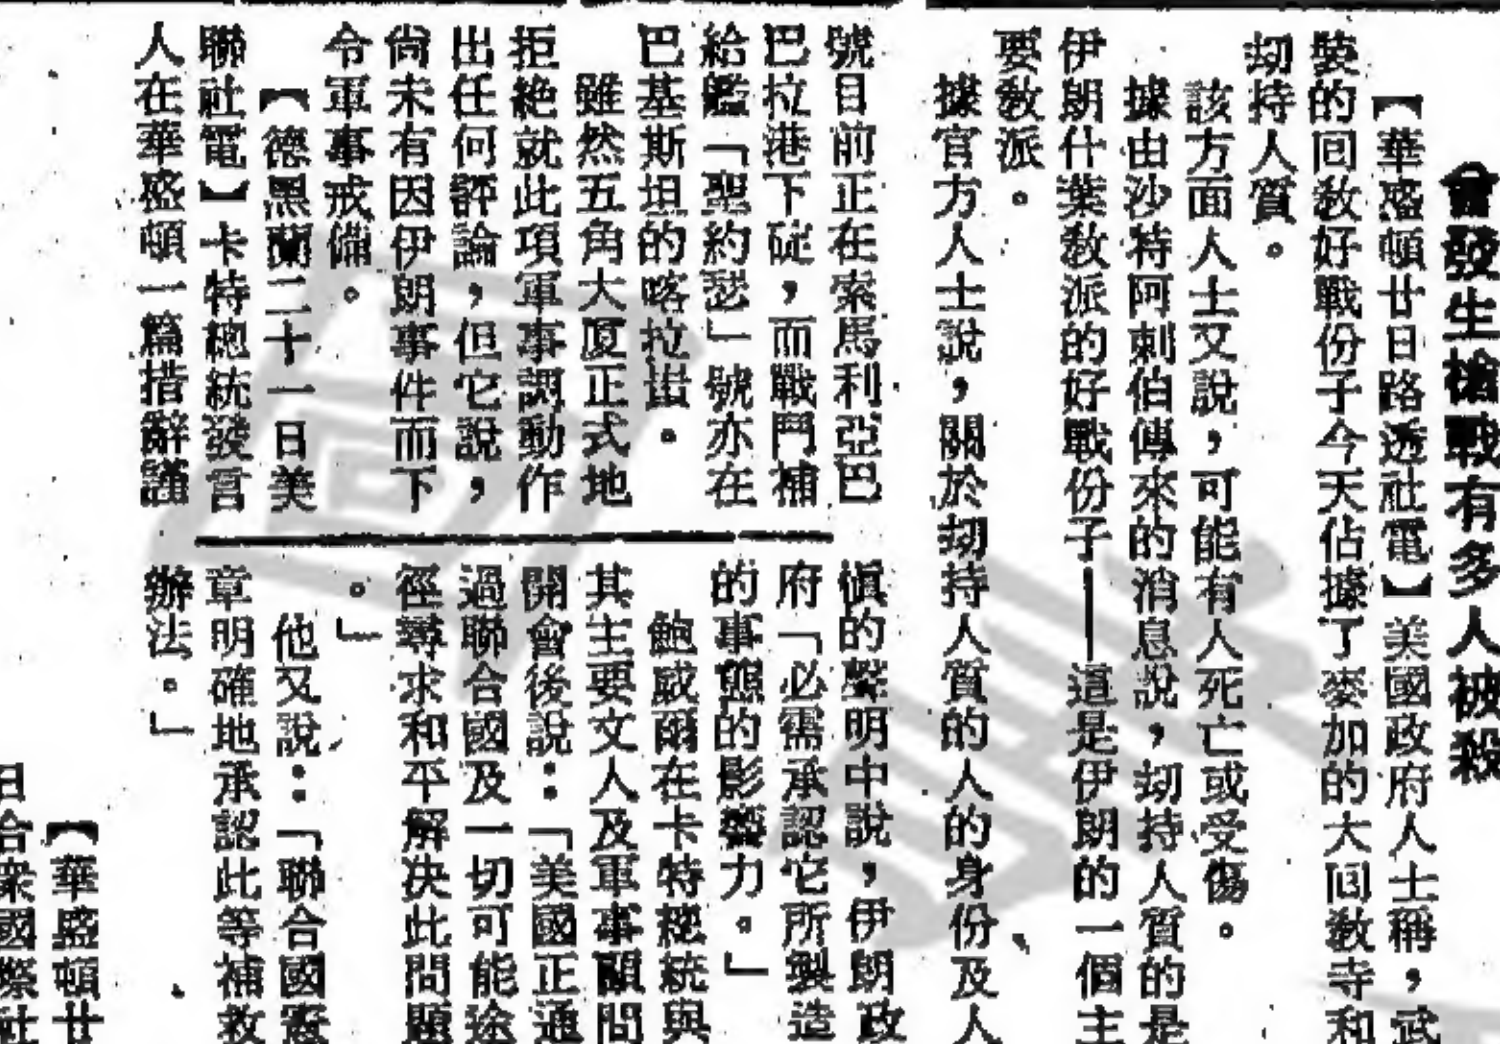 會發生槍戰有多人被殺
【華盛頓廿日路透社電】美國政府人士稱，武
裝的回教好戰份子今天佔據了麥加的大回教寺和
刧持人質。
該方面人士又說，可能有人死亡或受傷。
據由沙特阿剌伯傳來的消息說，刧持人質的是
伊朗什葉教派的好戰份子——這是伊朗的一個主
要教派。
據官方人士說，關於刧持人質的人的身份及人
號目前正在索馬利亞巴
巴拉港下碇，而戰鬥補
給艦「聖約瑟」號亦在
巴基斯坦的喀拉蚩。
雖然五角大厦正式地
拒絶就此項軍事調動作
出任何評論，但它說，
尙未有因伊朗事件而下
令軍事戒備。
【德黑蘭二十一日美
聯社電】卡特總統發言
人在華盛頓一篇措辭謹
愼的聲明中說，伊朗政
府「必需承認它所製造
的事態的影響力。」
鮑威爾在卡特總統與
其主要文人及軍事顧問
開會後說：「美國正通
過聯合國及一切可能途
徑尋求和平解決此問題
。」
他又說：「聯合國憲
章明確地承認此等補救
辦法。」
【華盛頓廿
日合衆國際社